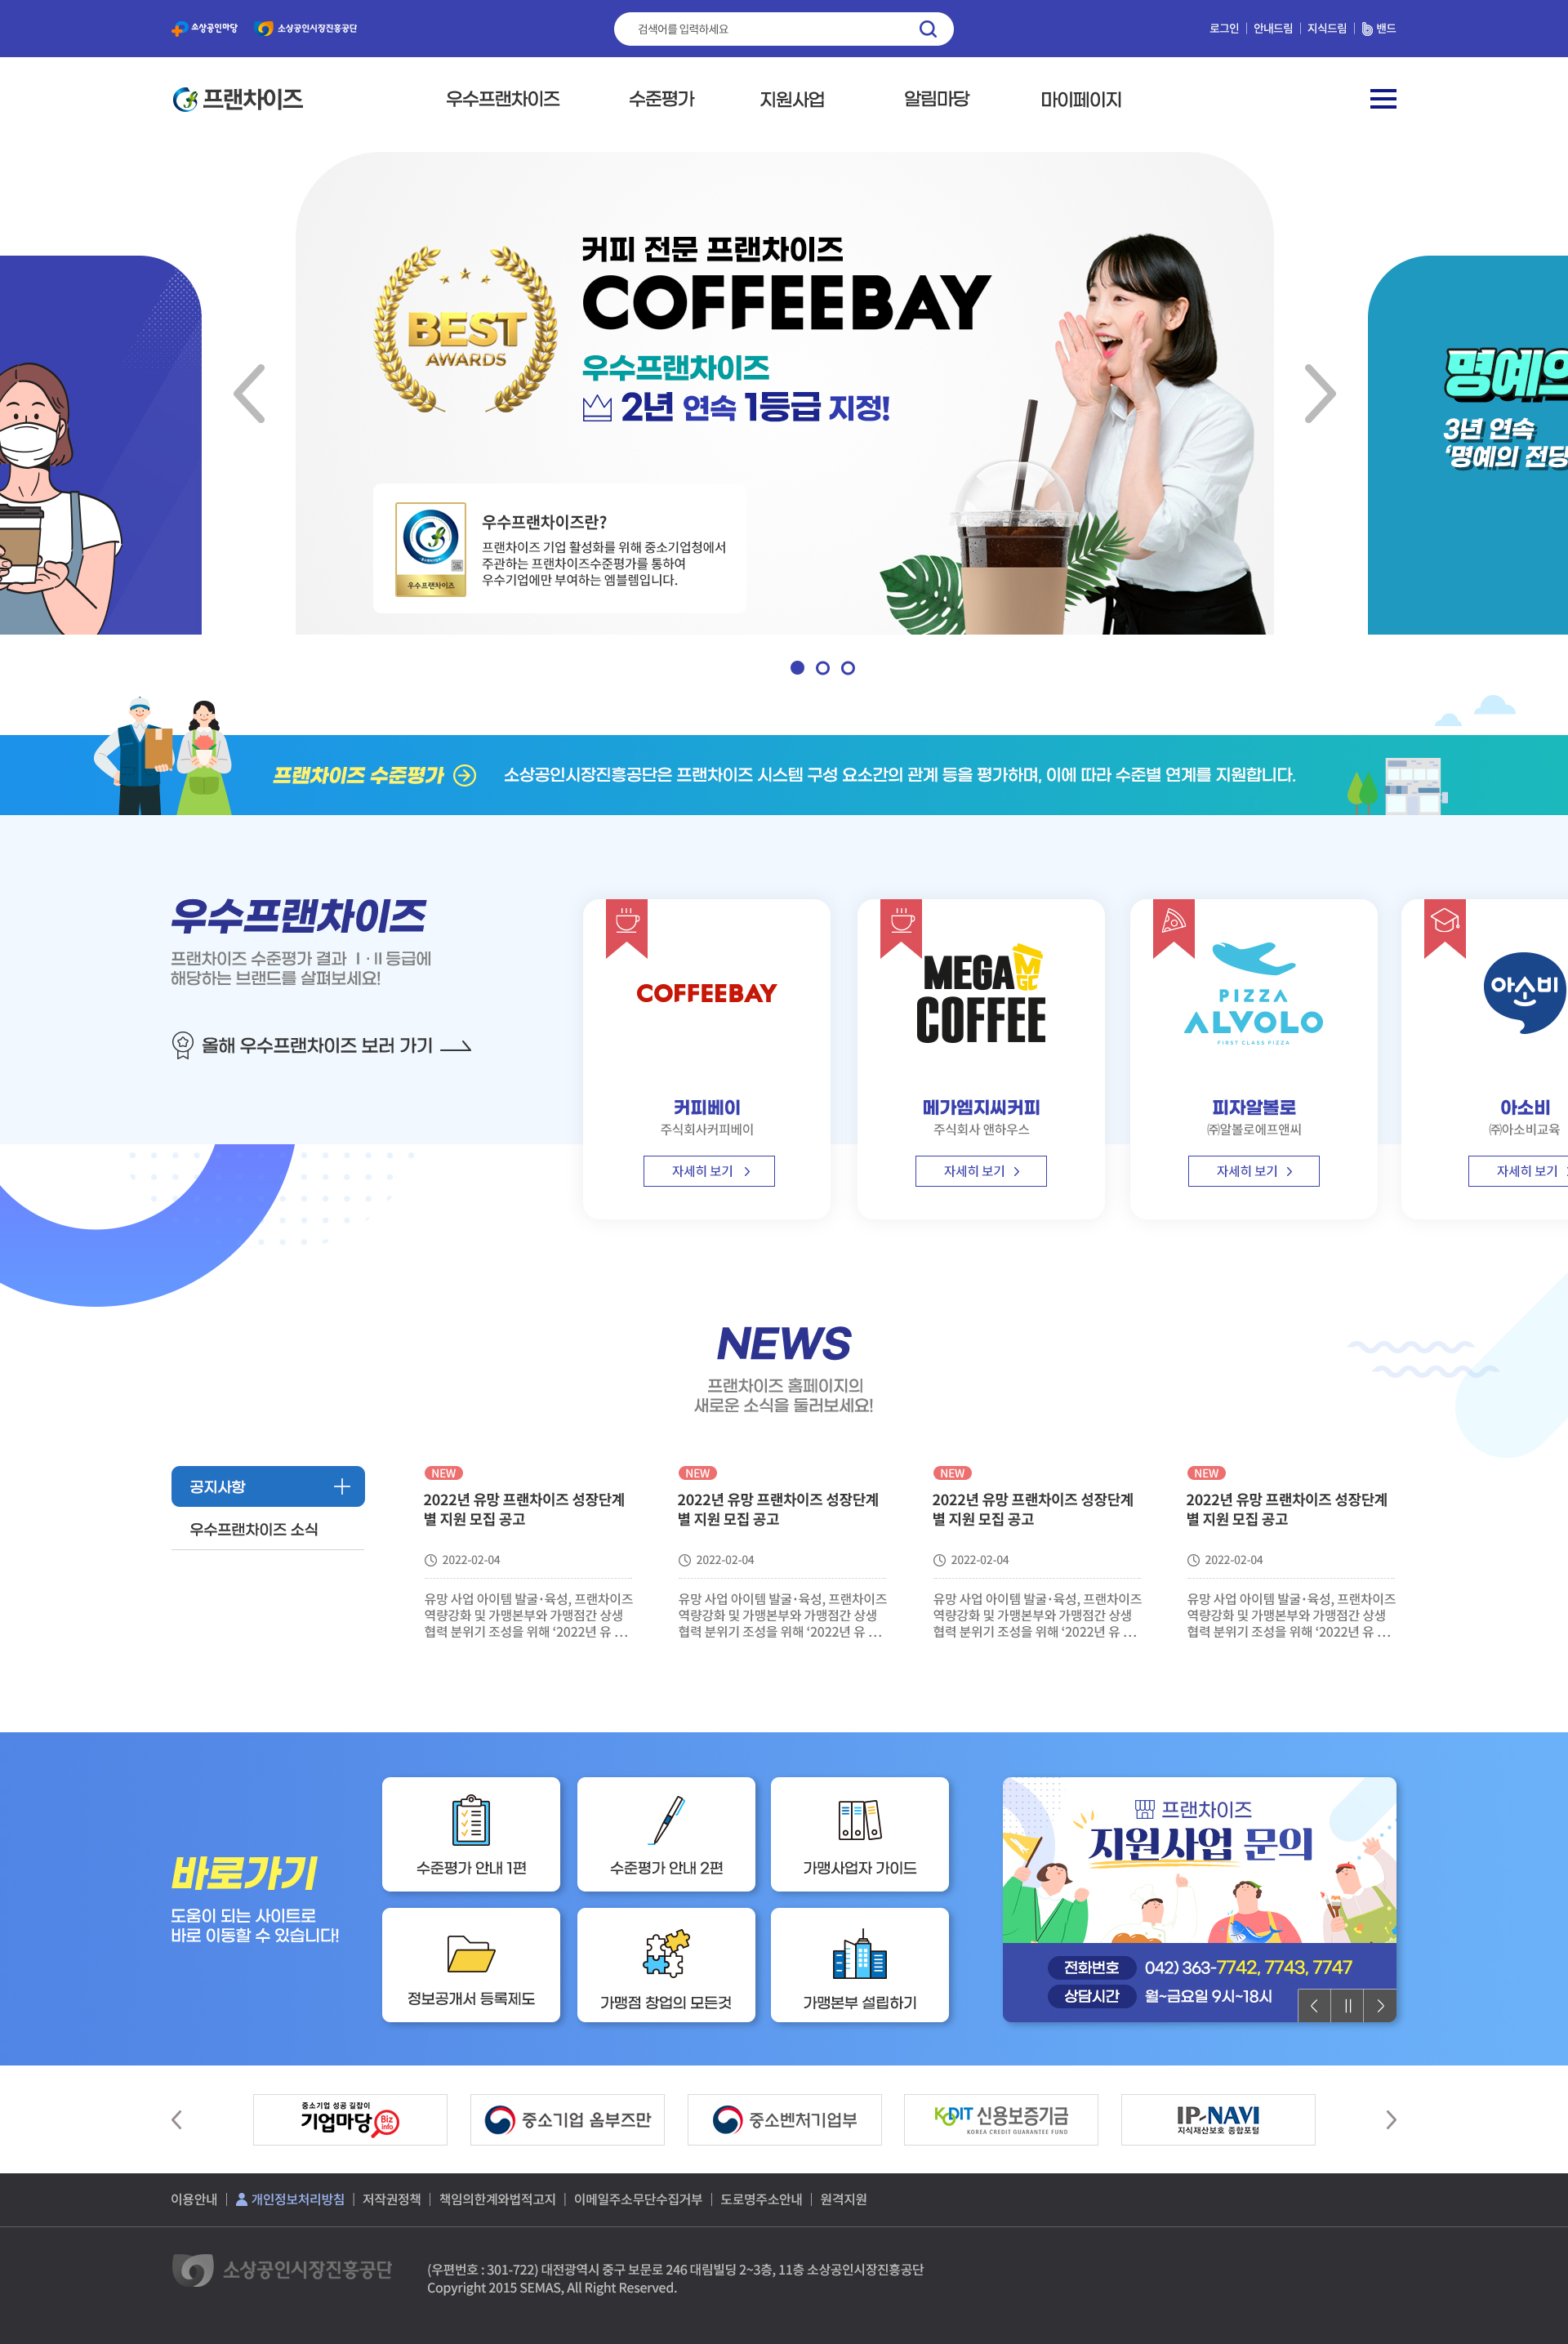 소상공인마당 소상공인시장진흥공단 검색어를 입력하세요 로그인 안내드림 지식드림 밴드
프랜차이즈 우수프랜차이즈 수준평가 지원사업 알림마당 마이페이지
커피 전문 프랜차이즈
COFFEEBAY
BEST
AWARDS
우수프랜차이즈
2년 연속 1등급 지정!
우수프랜차이즈
우수프랜차이즈란?
프랜차이즈 기업 활성화를 위해 중소기업청에서
주관하는 프랜차이즈수준평가를 통하여
우수기업에만 부여하는 엠블렘입니다.
명예의
3년 연속
‘명예의 전당
프랜차이즈 수준평가 소상공인시장진흥공단은 프랜차이즈 시스템 구성 요소간의 관계 등을 평가하며, 이에 따라 수준별 연계를 지원합니다.
우수프랜차이즈
프랜차이즈 수준평가 결과 Ⅰ·Ⅱ 등급에
해당하는 브랜드를 살펴보세요!
올해 우수프랜차이즈 보러 가기
COFFEEBAY
커피베이
주식회사커피베이
자세히 보기
MEGA MGC
COFFEE
메가엠지씨커피
주식회사 앤하우스
자세히 보기
PIZZA
ALVOLO
FIRST CLASS PIZZA
피자알볼로
㈜알볼로에프앤씨
자세히 보기
아소비
아소비
㈜아소비교육
자세히 보기
NEWS
프랜차이즈 홈페이지의
새로운 소식을 둘러보세요!
공지사항
우수프랜차이즈 소식
NEW
2022년 유망 프랜차이즈 성장단계
별 지원 모집 공고
2022-02-04
유망 사업 아이템 발굴·육성, 프랜차이즈
역량강화 및 가맹본부와 가맹점간 상생
협력 분위기 조성을 위해 ‘2022년 유 …
NEW
2022년 유망 프랜차이즈 성장단계
별 지원 모집 공고
2022-02-04
유망 사업 아이템 발굴·육성, 프랜차이즈
역량강화 및 가맹본부와 가맹점간 상생
협력 분위기 조성을 위해 ‘2022년 유 …
NEW
2022년 유망 프랜차이즈 성장단계
별 지원 모집 공고
2022-02-04
유망 사업 아이템 발굴·육성, 프랜차이즈
역량강화 및 가맹본부와 가맹점간 상생
협력 분위기 조성을 위해 ‘2022년 유 …
NEW
2022년 유망 프랜차이즈 성장단계
별 지원 모집 공고
2022-02-04
유망 사업 아이템 발굴·육성, 프랜차이즈
역량강화 및 가맹본부와 가맹점간 상생
협력 분위기 조성을 위해 ‘2022년 유 …
바로가기
도움이 되는 사이트로
바로 이동할 수 있습니다!
수준평가 안내 1편
수준평가 안내 2편
가맹사업자 가이드
정보공개서 등록제도
가맹점 창업의 모든것
가맹본부 설립하기
프랜차이즈
지원사업 문의
전화번호 042) 363-7742, 7743, 7747
상담시간 월~금요일 9시~18시
중소기업 성공 길잡이
기업마당 Biz info
중소기업 옴부즈만
중소벤처기업부
KODIT 신용보증기금
KOREA CREDIT GUARANTEE FUND
IP-NAVI
지식재산보호 종합포털
이용안내 개인정보처리방침 저작권정책 책임의한계와법적고지 이메일주소무단수집거부 도로명주소안내 원격지원
소상공인시장진흥공단
(우편번호 : 301-722) 대전광역시 중구 보문로 246 대림빌딩 2~3층, 11층 소상공인시장진흥공단
Copyright 2015 SEMAS, All Right Reserved.